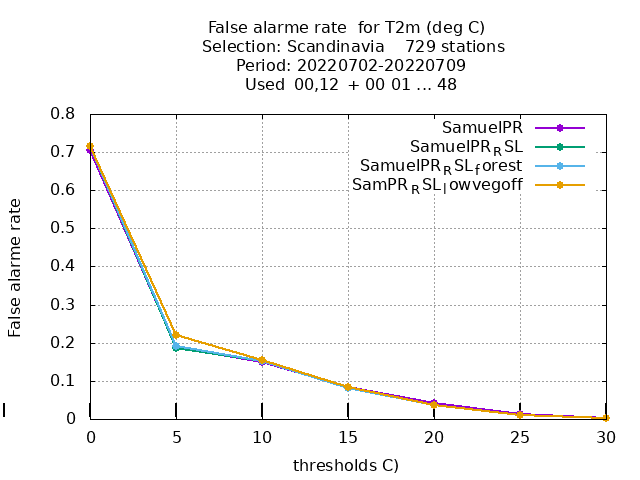 False alarme rate  for T2m (deg C)
Selection: Scandinavia    729 stations
Period: 20220702-20220709
Used  00,12  + 00 01 ... 48
SamuelPR
SamuelPR_RSL
SamuelPR_RSL_forest
SamPR_RSL_lowvegoff
False alarme rate
0.8
0.7
0.6
0.5
0.4
0.3
0.2
0.1
0
0 5 10 15 20 25 30
thresholds C)